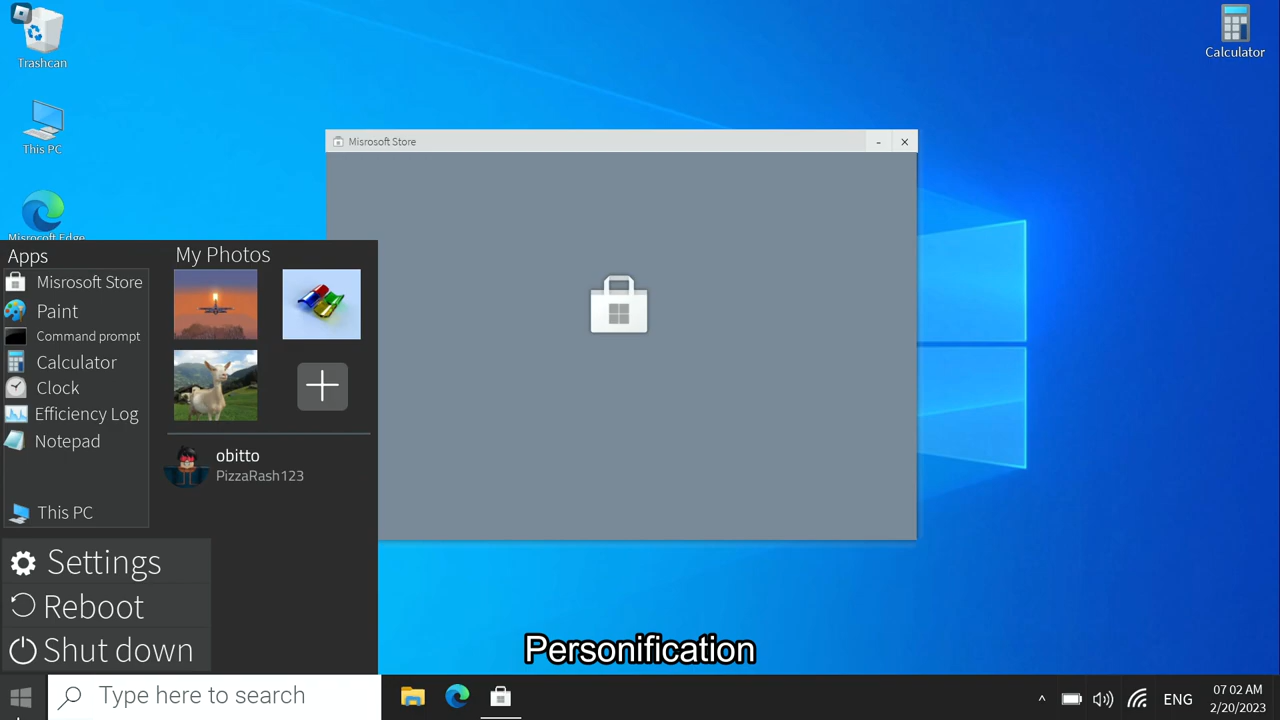 Trashcan
This PC
Misrosoft Edge
Calculator
Misrosoft Store
Apps
Misrosoft Store
Paint
Command prompt
Calculator
Clock
Efficiency Log
Notepad
This PC
My Photos
obitto
PizzaRash123
Settings
Reboot
Shut down
Personification
Type here to search
ENG
07:02 AM
2/20/2023